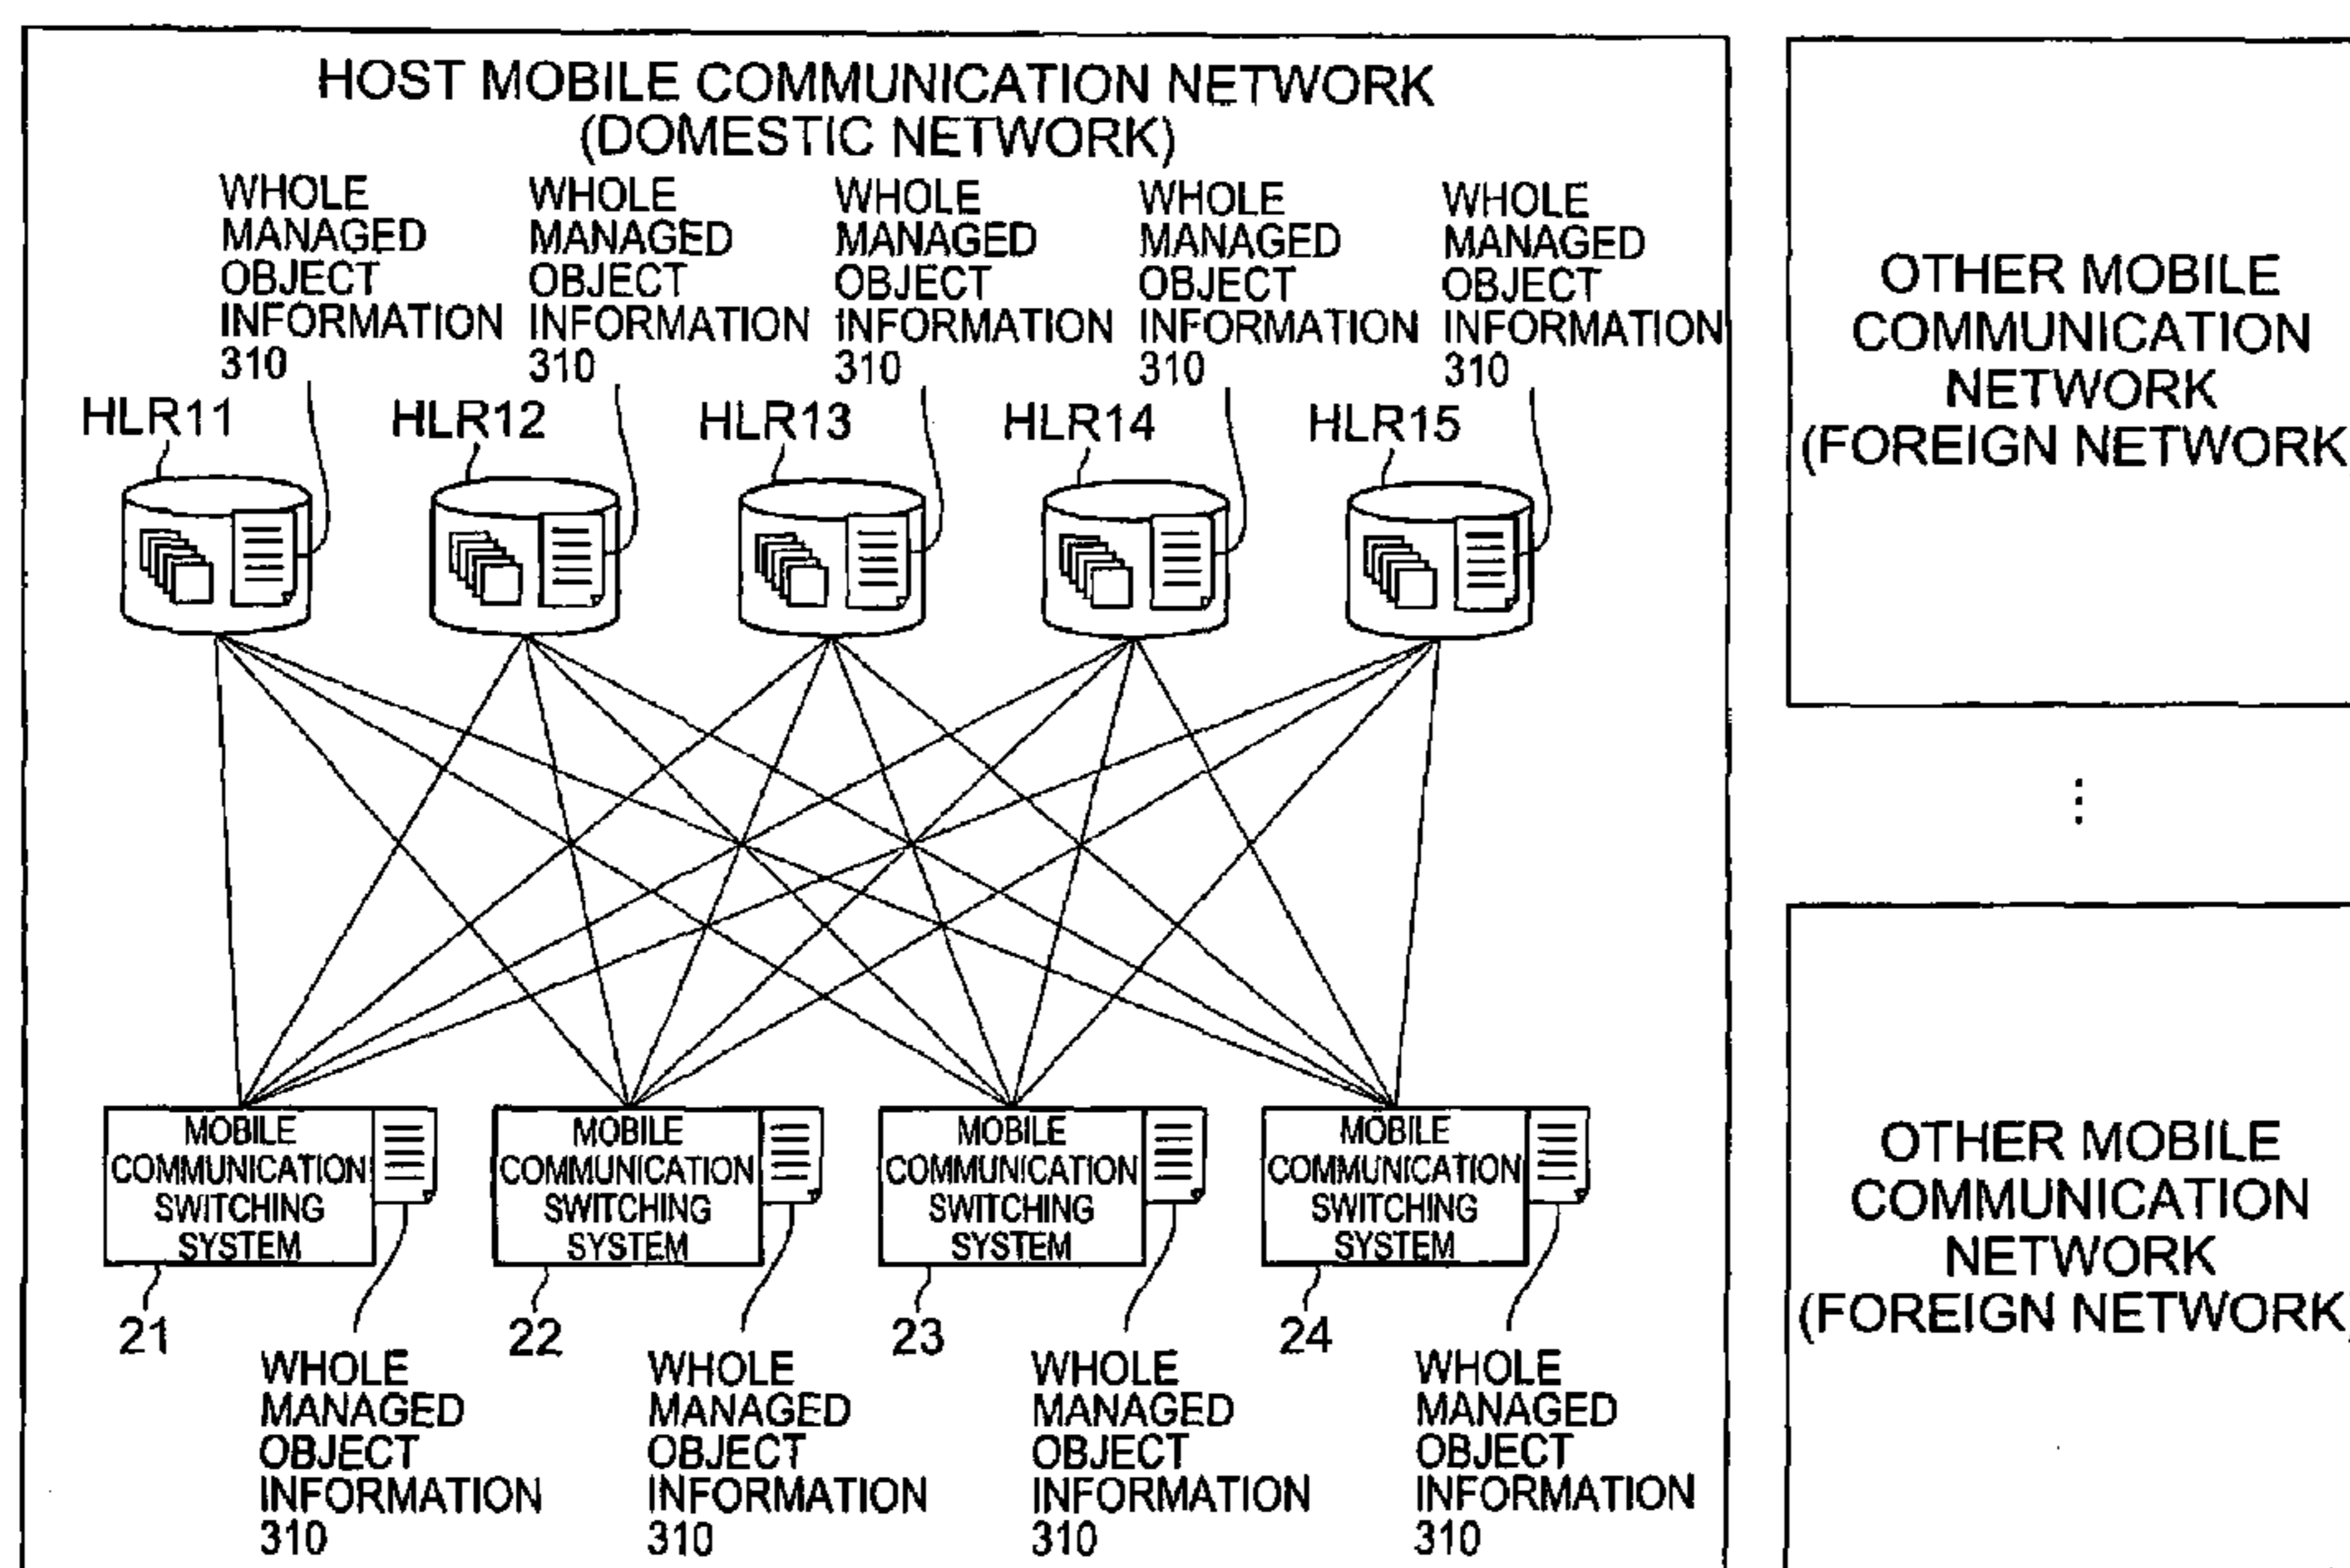 HOST MOBILE COMMUNICATION NETWORK
(DOMESTIC NETWORK)
WHOLE
MANAGED
OBJECT
INFORMATION
310
WHOLE
MANAGED
OBJECT
INFORMATION
310
WHOLE
MANAGED
OBJECT
INFORMATION
310
WHOLE
MANAGED
OBJECT
INFORMATION
310
WHOLE
MANAGED
OBJECT
INFORMATION
310
HLR11
HLR12
HLR13
HLR14
HLR15
MOBILE
COMMUNICATION
SWITCHING
SYSTEM
MOBILE
COMMUNICATION
SWITCHING
SYSTEM
MOBILE
COMMUNICATION
SWITCHING
SYSTEM
MOBILE
COMMUNICATION
SWITCHING
SYSTEM
21
22
23
24
WHOLE
MANAGED
OBJECT
INFORMATION
310
WHOLE
MANAGED
OBJECT
INFORMATION
310
WHOLE
MANAGED
OBJECT
INFORMATION
310
WHOLE
MANAGED
OBJECT
INFORMATION
310
OTHER MOBILE
COMMUNICATION
NETWORK
(FOREIGN NETWORK
⋮
OTHER MOBILE
COMMUNICATION
NETWORK
(FOREIGN NETWORK)